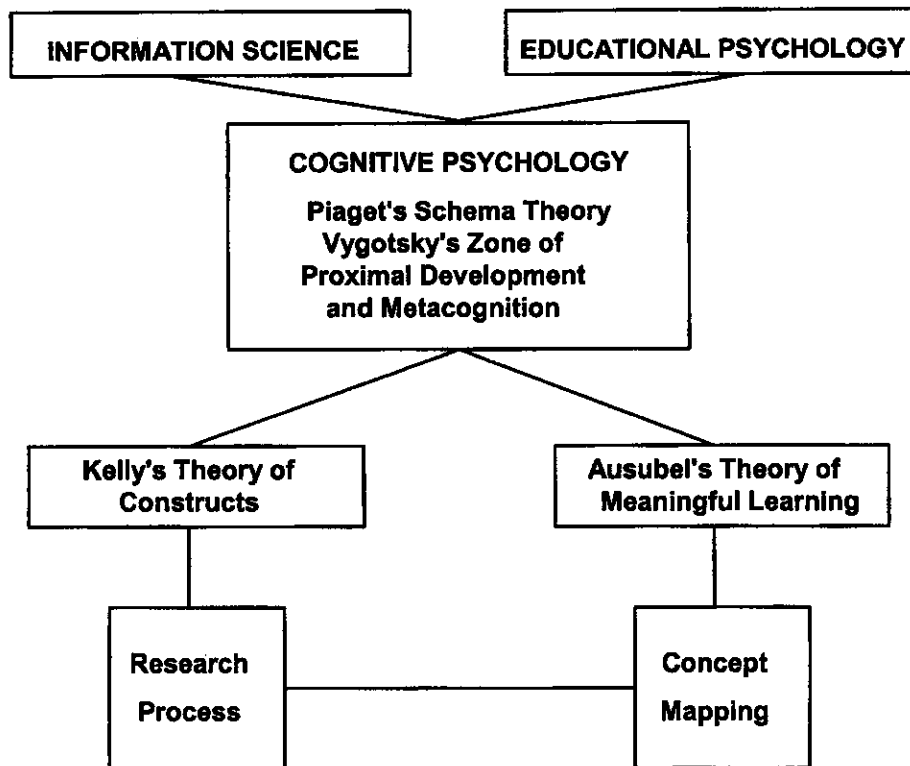 INFORMATION SCIENCE
EDUCATIONAL PSYCHOLOGY
COGNITIVE PSYCHOLOGY
Piaget's Schema Theory
Vygotsky's Zone of
Proximal Development
and Metacognition
Kelly's Theory of
Constructs
Ausubel's Theory of
Meaningful Learning
Research
Process
Concept
Mapping